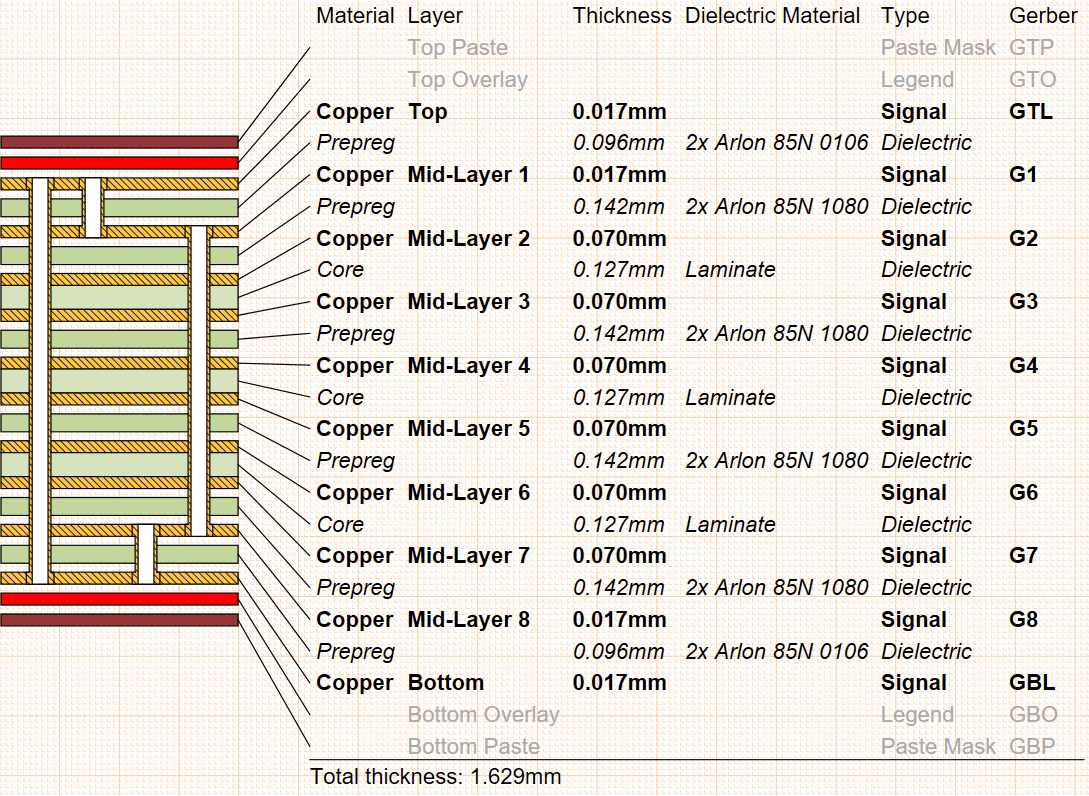 Material Layer Thickness Dielectric Material Type Gerber
Top Paste Paste Mask GTP
Top Overlay Legend GTO
Copper Top 0.017mm Signal GTL
Prepreg 0.096mm 2x Arlon 85N 0106 Dielectric
Copper Mid-Layer 1 0.017mm Signal G1
Prepreg 0.142mm 2x Arlon 85N 1080 Dielectric
Copper Mid-Layer 2 0.070mm Signal G2
Core 0.127mm Laminate Dielectric
Copper Mid-Layer 3 0.070mm Signal G3
Prepreg 0.142mm 2x Arlon 85N 1080 Dielectric
Copper Mid-Layer 4 0.070mm Signal G4
Core 0.127mm Laminate Dielectric
Copper Mid-Layer 5 0.070mm Signal G5
Prepreg 0.142mm 2x Arlon 85N 1080 Dielectric
Copper Mid-Layer 6 0.070mm Signal G6
Core 0.127mm Laminate Dielectric
Copper Mid-Layer 7 0.070mm Signal G7
Prepreg 0.142mm 2x Arlon 85N 1080 Dielectric
Copper Mid-Layer 8 0.017mm Signal G8
Prepreg 0.096mm 2x Arlon 85N 0106 Dielectric
Copper Bottom 0.017mm Signal GBL
Bottom Overlay Legend GBO
Bottom Paste Paste Mask GBP
Total thickness: 1.629mm